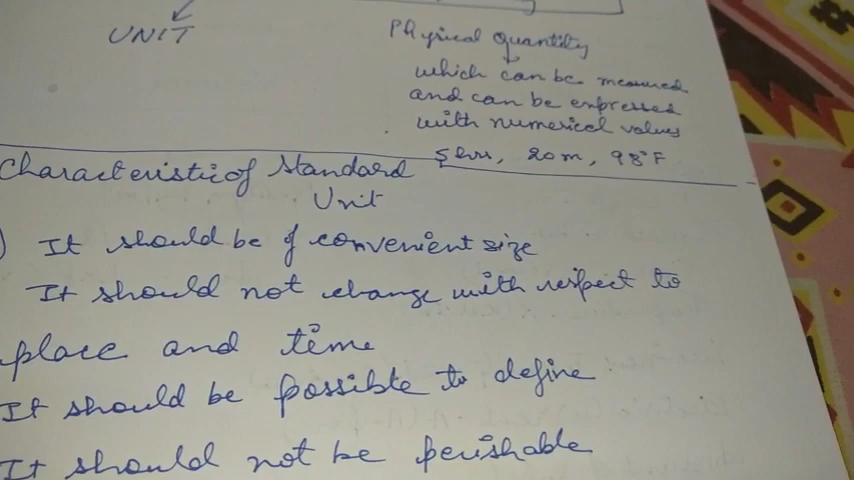 UNIT
Physical Quantity
which can be measured
and can be expressed
with numerical values
5 hrs, 20m, 98°F
Characteristic of Standard
Unit
) It should be of convenient size
It should not change with respect to
place and time
It should be possible to define
It should not be perishable